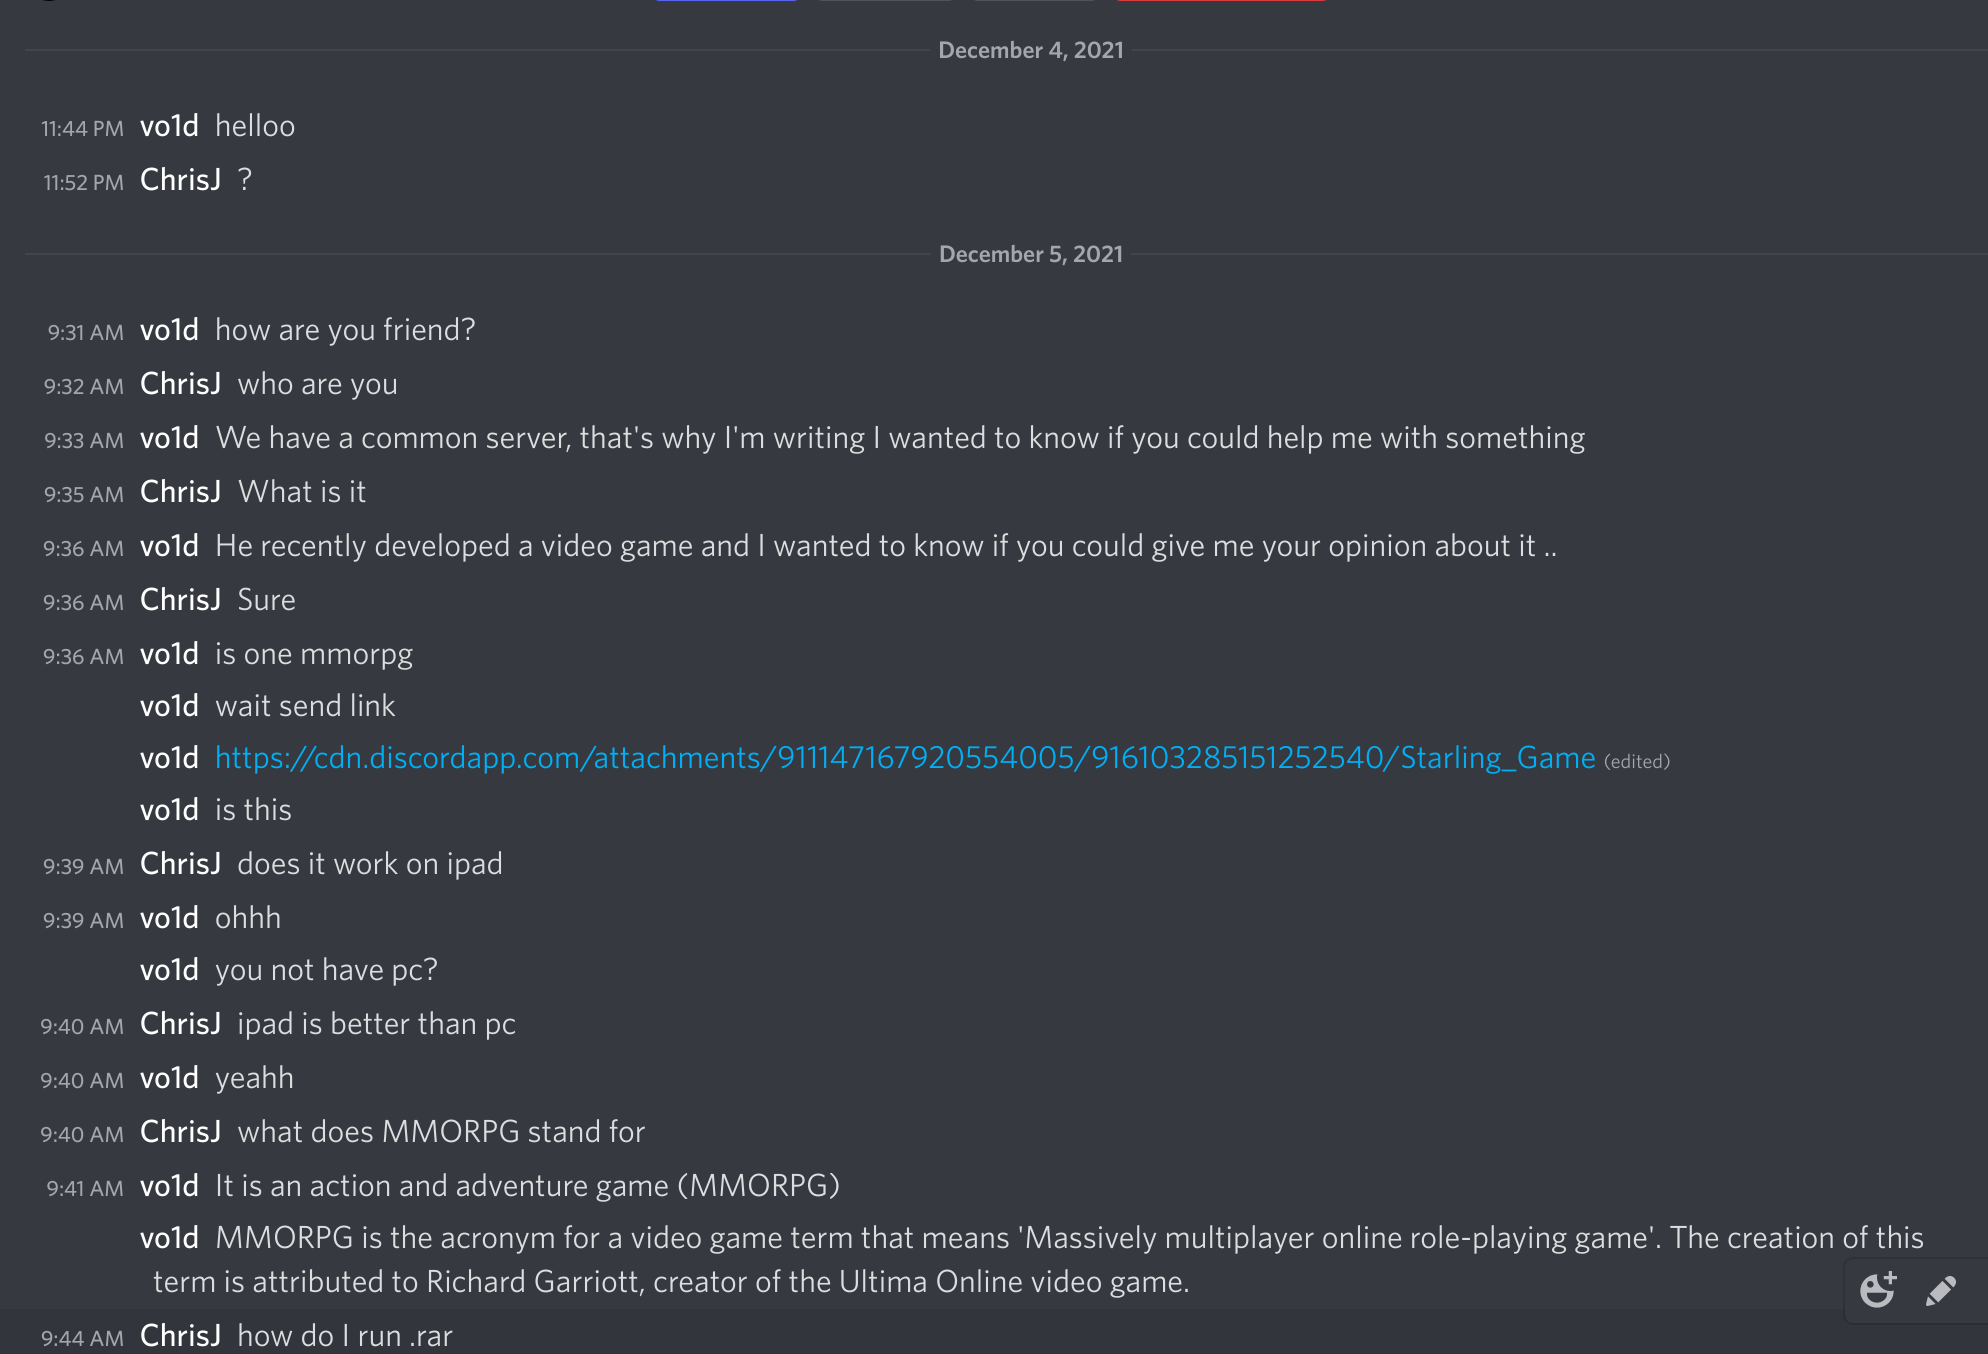 December 4, 2021
11:44 PM vo1d helloo
11:52 PM ChrisJ ?
December 5, 2021
9:31 AM vo1d how are you friend?
9:32 AM ChrisJ who are you
9:33 AM vo1d We have a common server, that's why I'm writing I wanted to know if you could help me with something
9:35 AM ChrisJ What is it
9:36 AM vo1d He recently developed a video game and I wanted to know if you could give me your opinion about it ..
9:36 AM ChrisJ Sure
9:36 AM vo1d is one mmorpg
vo1d wait send link
vo1d https://cdn.discordapp.com/attachments/911147167920554005/916103285151252540/Starling_Game (edited)
vo1d is this
9:39 AM ChrisJ does it work on ipad
9:39 AM vo1d ohhh
vo1d you not have pc?
9:40 AM ChrisJ ipad is better than pc
9:40 AM vo1d yeahh
9:40 AM ChrisJ what does MMORPG stand for
9:41 AM vo1d It is an action and adventure game (MMORPG)
vo1d MMORPG is the acronym for a video game term that means 'Massively multiplayer online role-playing game'. The creation of this
term is attributed to Richard Garriott, creator of the Ultima Online video game.
9:44 AM ChrisJ how do I run .rar